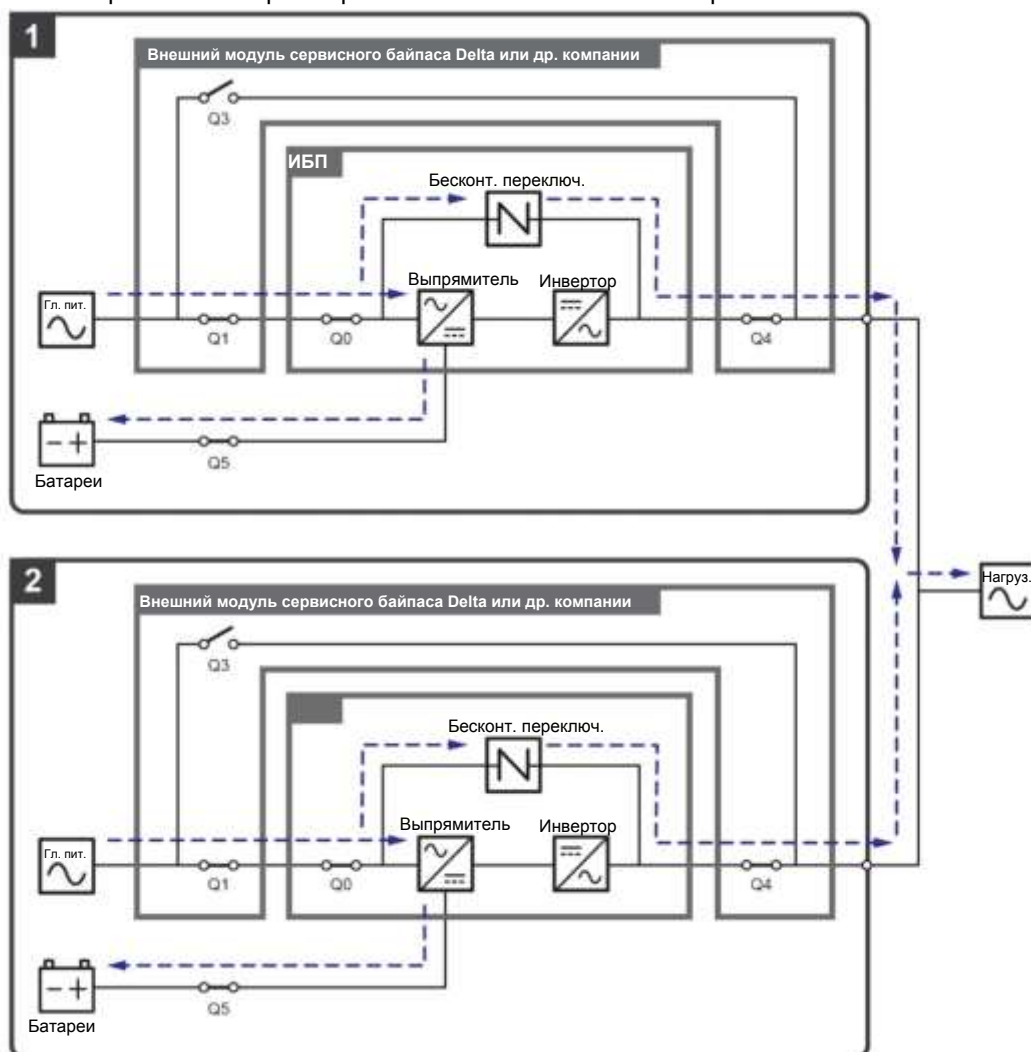 1
Внешний модуль сервисного байпаса Delta или др. компании
Q3
ИБП
Бесконт. переключ.
Выпрямитель
Инвертор
Гл. пит.
Q1
Q0
Q4
Q5
Батареи
2
Внешний модуль сервисного байпаса Delta или др. компании
Q3
Бесконт. переключ.
Выпрямитель
Инвертор
Гл. пит.
Q1
Q0
Q4
Q5
Батареи
Нагруз.